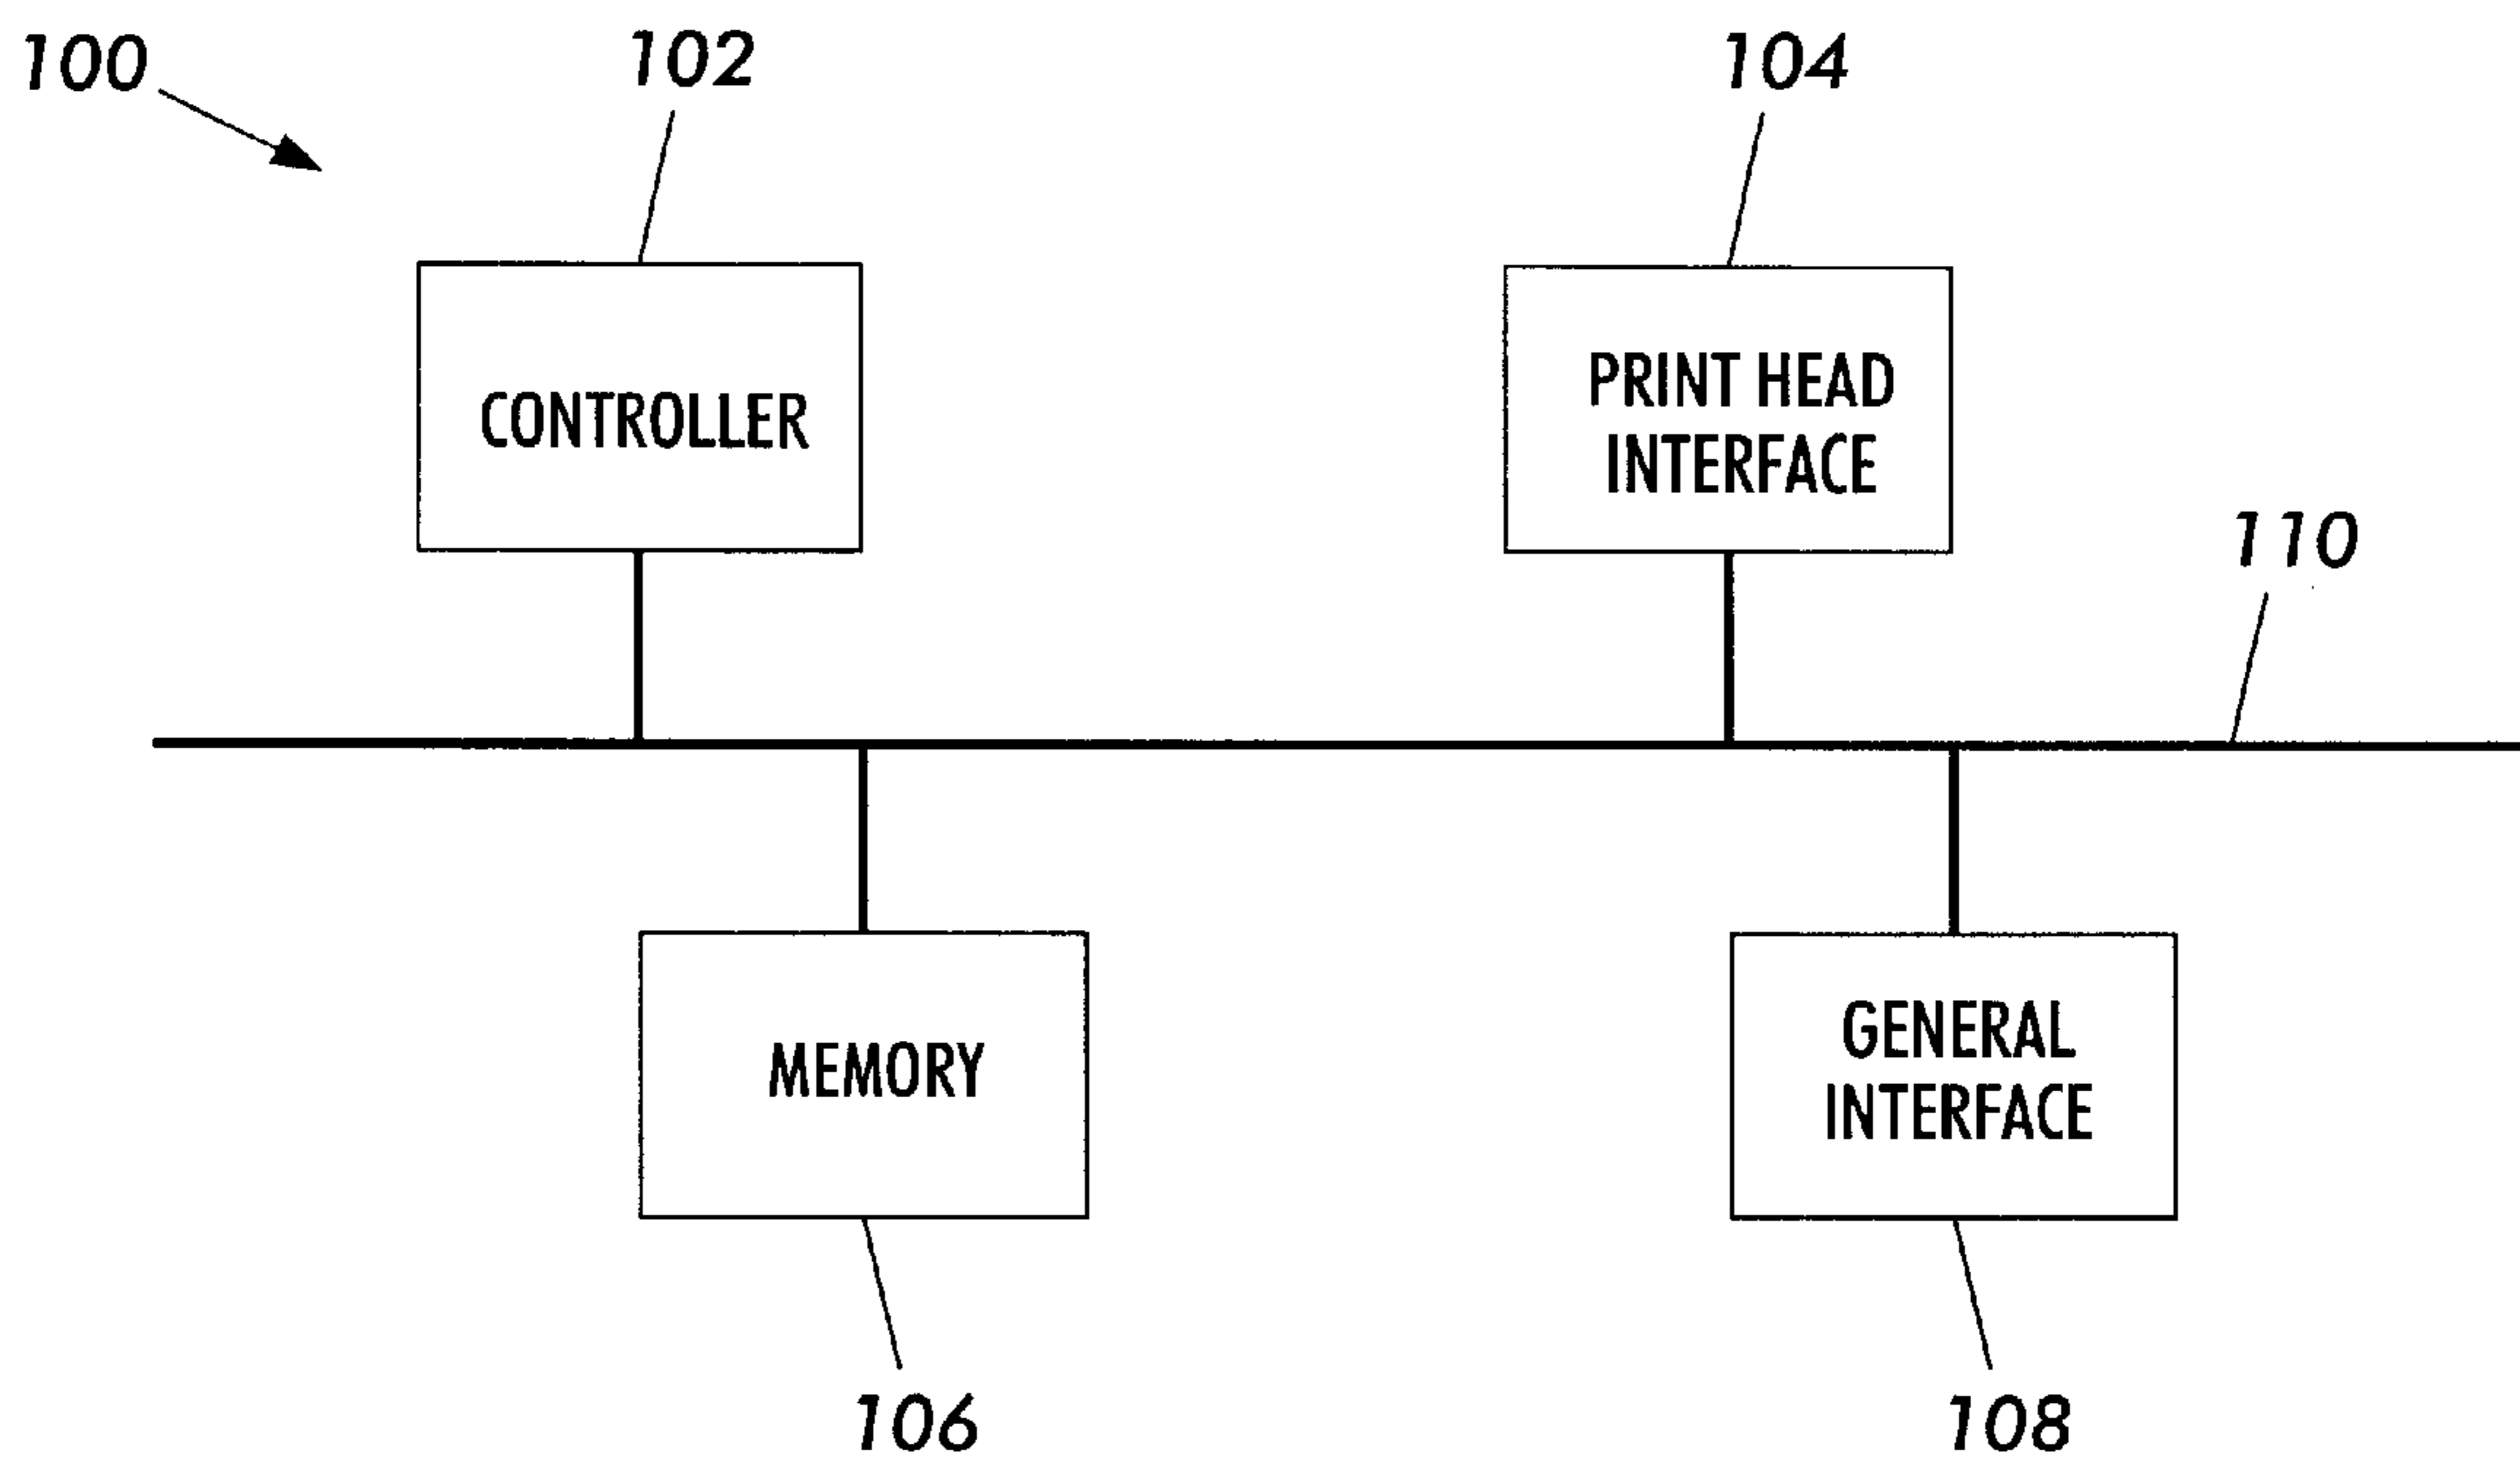 100
102
104
CONTROLLER
PRINT HEAD
INTERFACE
110
MEMORY
GENERAL
INTERFACE
106
108